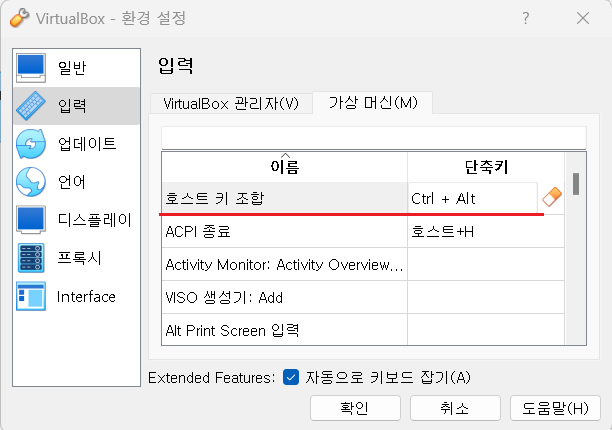 VirtualBox - 환경 설정
?
일반
입력
업데이트
언어
디스플레이
프록시
Interface
입력
VirtualBox 관리자(V)
가상 머신(M)
이름 단축키
호스트 키 조합 Ctrl + Alt
ACPI 종료 호스트+H
Activity Monitor: Activity Overview...
VISO 생성기: Add
Alt Print Screen 입력
Extended Features: 자동으로 키보드 잡기(A)
확인 취소 도움말(H)